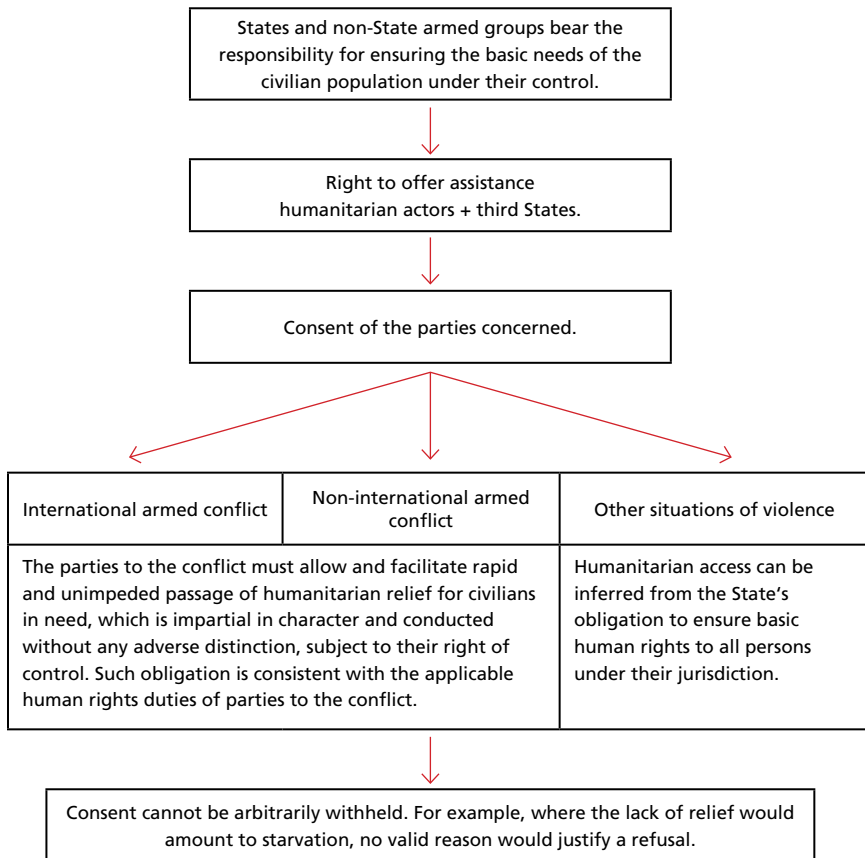 States and non-State armed groups bear the
responsibility for ensuring the basic needs of the
civilian population under their control.
Right to offer assistance
humanitarian actors + third States.
Consent of the parties concerned.
International armed conflict
Non-international armed
conflict
Other situations of violence
The parties to the conflict must allow and facilitate rapid
and unimpeded passage of humanitarian relief for civilians
in need, which is impartial in character and conducted
without any adverse distinction, subject to their right of
control. Such obligation is consistent with the applicable
human rights duties of parties to the conflict.
Humanitarian access can be
inferred from the State’s
obligation to ensure basic
human rights to all persons
under their jurisdiction.
Consent cannot be arbitrarily withheld. For example, where the lack of relief would
amount to starvation, no valid reason would justify a refusal.